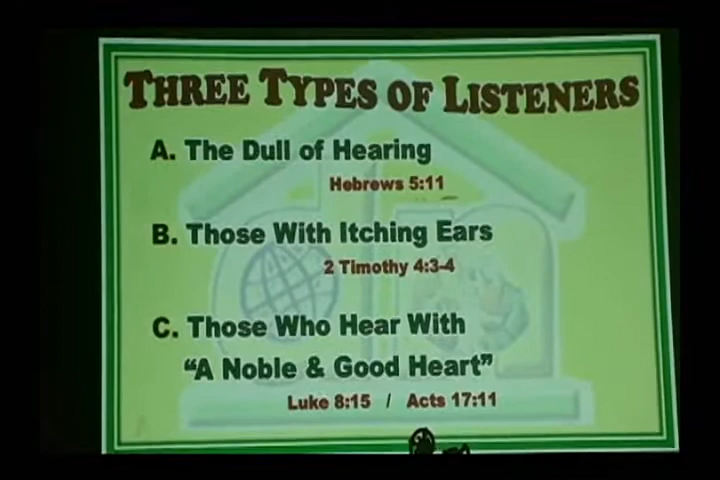 THREE TYPES OF LISTENERS
A. The Dull of Hearing
Hebrews 5:11
B. Those With Itching Ears
2 Timothy 4:3-4
C. Those Who Hear With
“A Noble & Good Heart”
Luke 8:15 / Acts 17:11